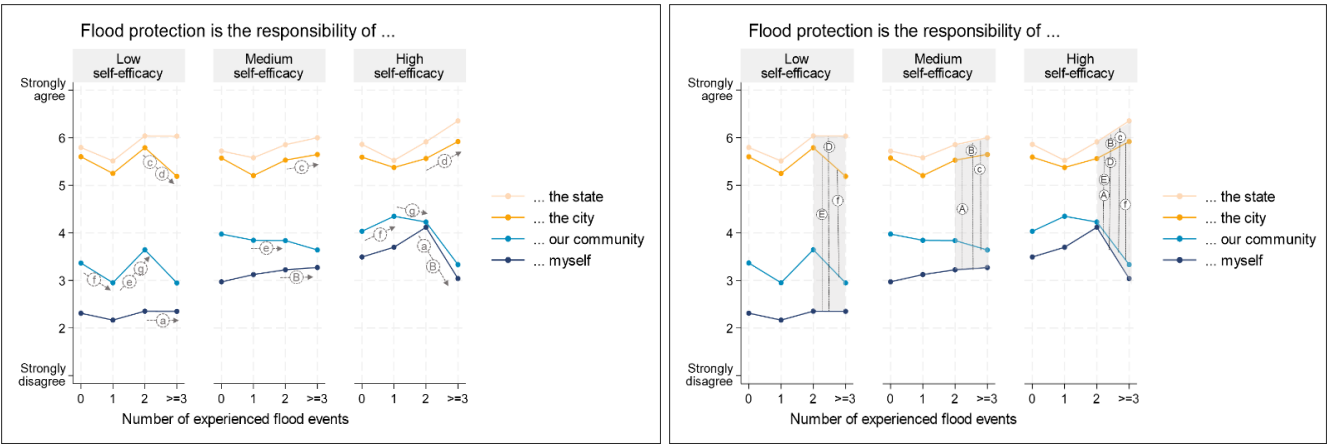 Flood protection is the responsibility of ...
Low
self-efficacy
Medium
self-efficacy
High
self-efficacy
Strongly
agree
6
5
4
3
2
Strongly
disagree
c
d
f
e
g
a
c
e
B
d
g
f
a
B
0 1 2 >=3
0 1 2 >=3
0 1 2 >=3
Number of experienced flood events
... the state
... the city
... our community
... myself
Flood protection is the responsibility of ...
Low
self-efficacy
Medium
self-efficacy
High
self-efficacy
Strongly
agree
6
5
4
3
2
Strongly
disagree
D
f
E
B
c
A
c
B
D
E
A
f
0 1 2 >=3
0 1 2 >=3
0 1 2 >=3
Number of experienced flood events
... the state
... the city
... our community
... myself